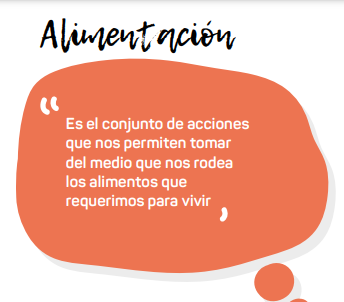 Alimentación
“
Es el conjunto de acciones
que nos permiten tomar
del medio que nos rodea
los alimentos que
requerimos para vivir
,